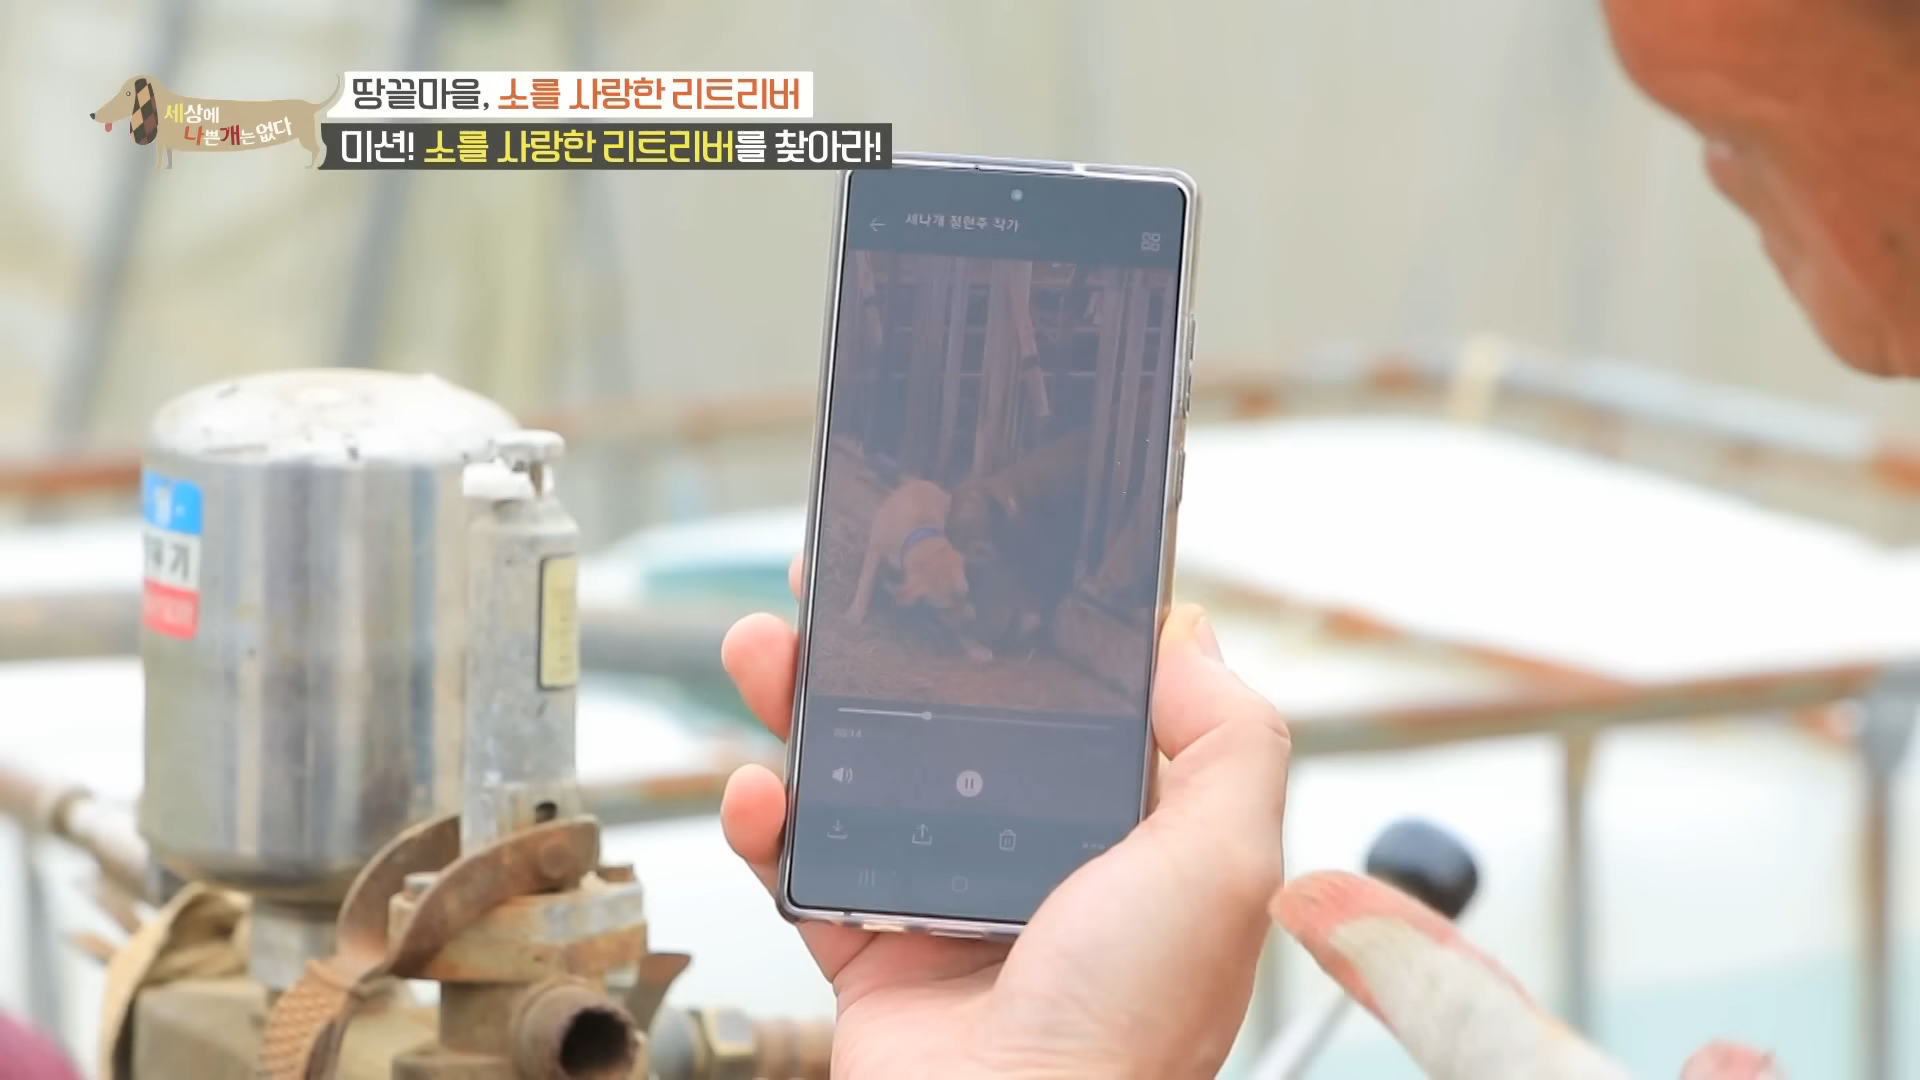 땅끝마을, 소를 사랑한 리트리버
세상에
나쁜개는없다
미션! 소를 사랑한 리트리버를 찾아라!
세나개 정현주 작가